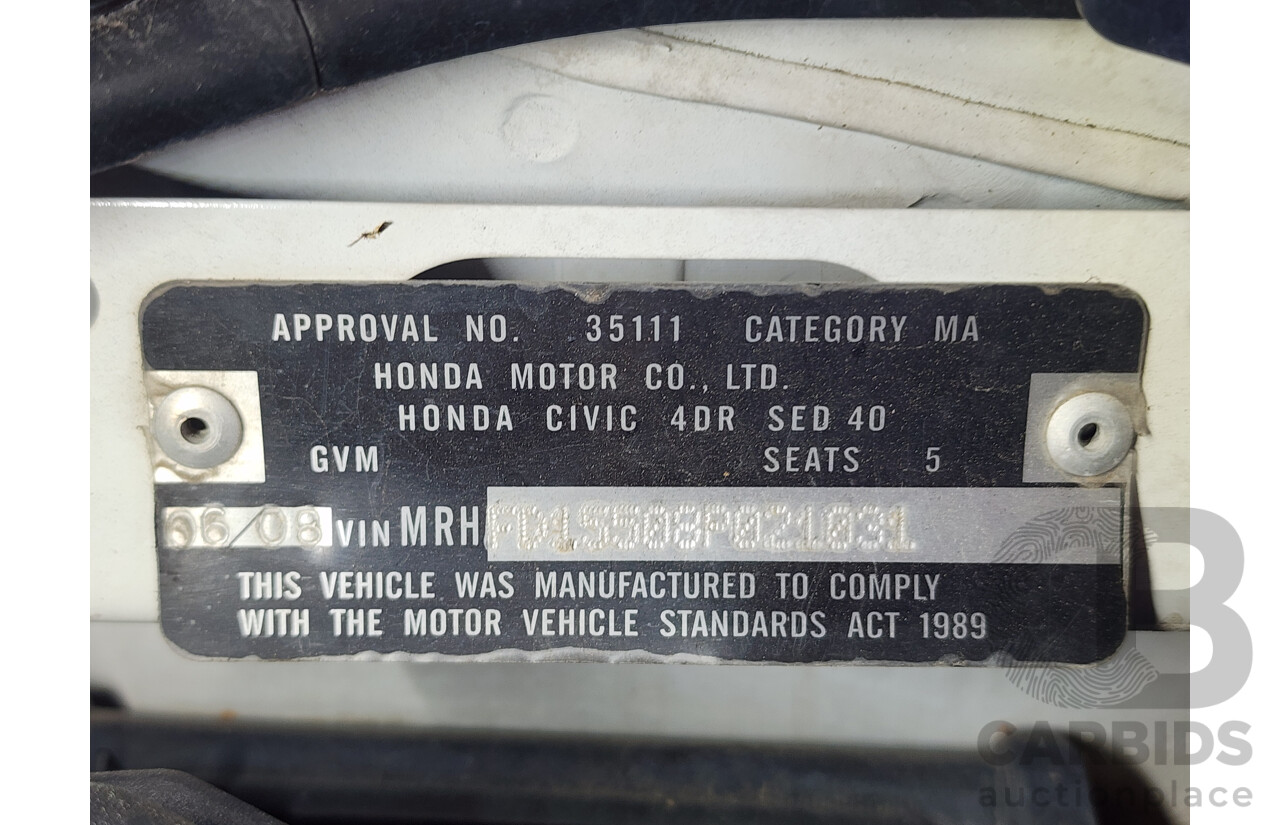 APPROVAL NO. 35111 CATEGORY MA
HONDA MOTOR CO., LTD.
HONDA CIVIC 4DR SED 40
GVM SEATS 5
06/08 VIN MRHFD15508P021031
THIS VEHICLE WAS MANUFACTURED TO COMPLY
WITH THE MOTOR VEHICLE STANDARDS ACT 1989
B
CARBIDS
auctionplace